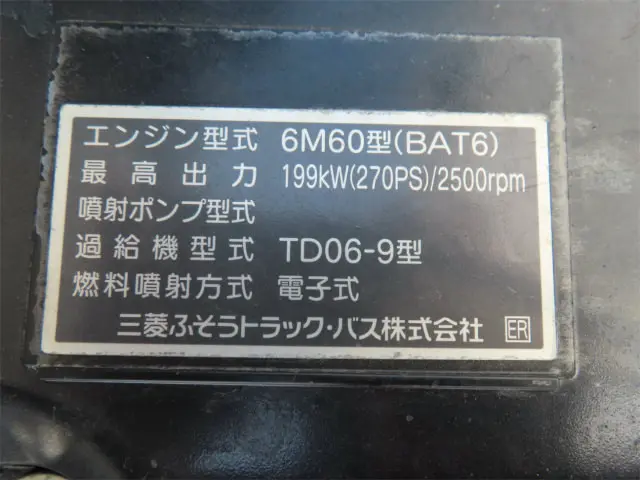 エンジン型式 6M60型(BAT6)
最高出力 199kW(270PS)/2500rpm
噴射ポンプ型式
過給機型式 TD06-9型
燃料噴射方式 電子式
三菱ふそうトラック・バス株式会社 ER